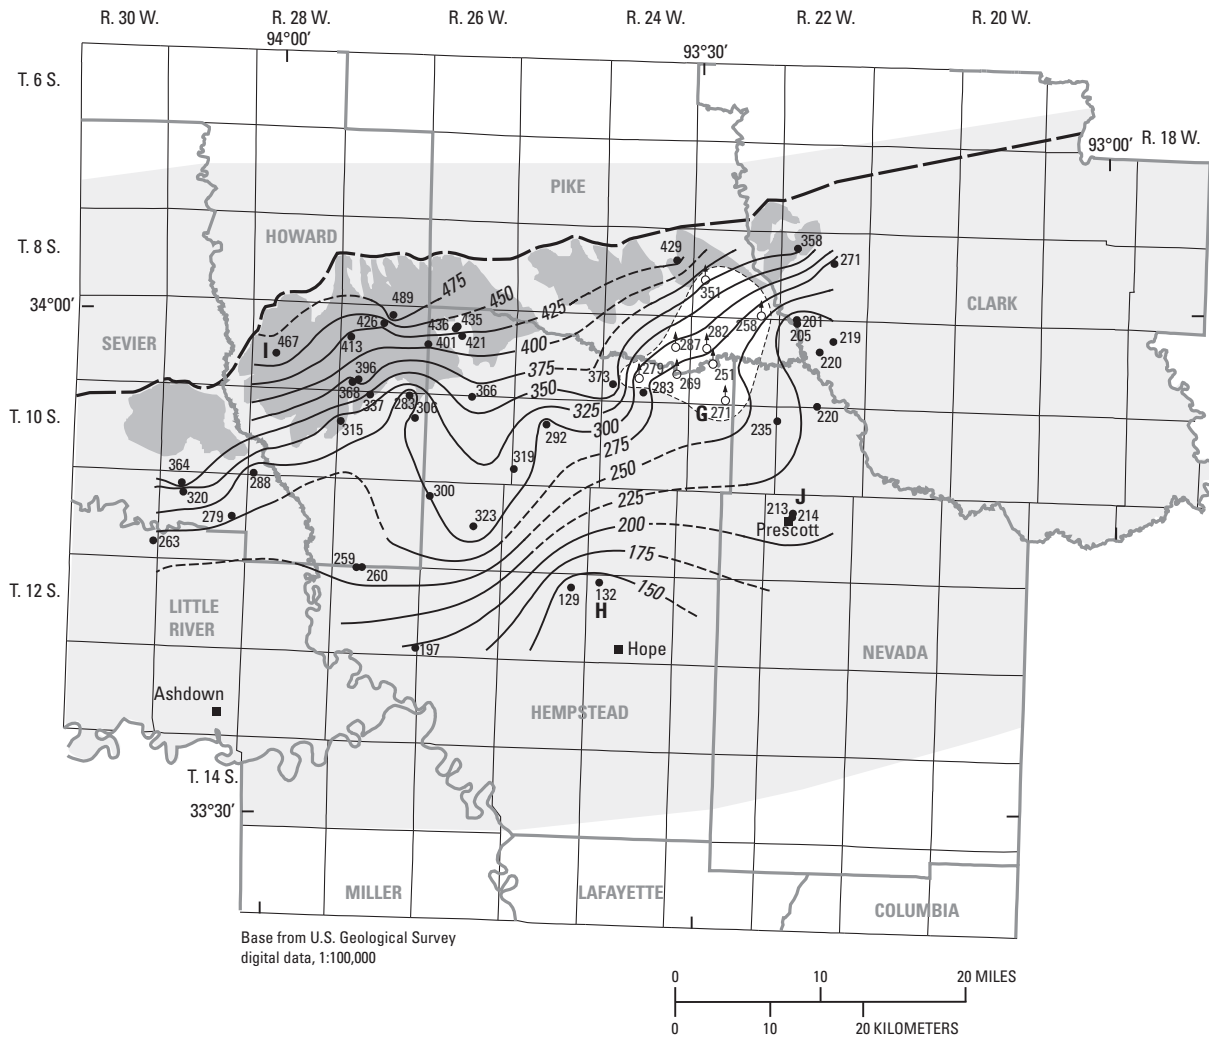 R. 30 W. R. 28 W. R. 26 W. R. 24 W. R. 22 W. R. 20 W.
94°00′ 93°30′
T. 6 S.
93°00′ R. 18 W.
PIKE
HOWARD
T. 8 S.
429 358
271
475
351
450
489
425
34°00′
CLARK
426 436 435
258 201
205
282
SEVIER
I 467 413 401 421 400 287 219
220
396 375 373 279 251
368 366 350 283 269
337 283 306 325 G 271
T. 10 S.
315 292 300 235 220
275
364 319 250
288
320 300 225 J
279 213 214
323 200 Prescott
263
259 175
260
T. 12 S.
129 132 150
LITTLE
RIVER
H
197 Hope NEVADA
Ashdown
HEMPSTEAD
T. 14 S.
33°30′
MILLER LAFAYETTE
COLUMBIA
Base from U.S. Geological Survey
digital data, 1:100,000
0 10 20 MILES
0 10 20 KILOMETERS